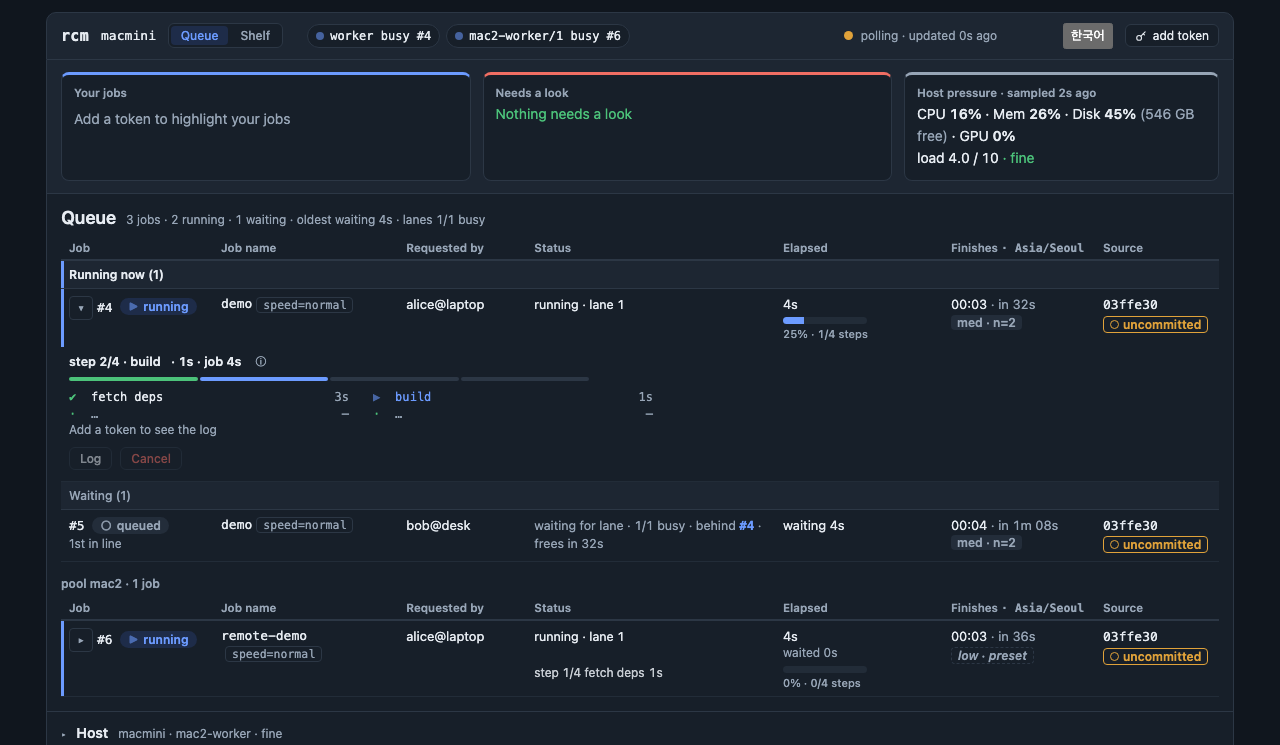 rcm macmini Queue Shelf worker busy #4 mac2-worker/1 busy #6 polling · updated 0s ago 한국어 add token
Your jobs
Add a token to highlight your jobs
Needs a look
Nothing needs a look
Host pressure · sampled 2s ago
CPU 16% · Mem 26% · Disk 45% (546 GB
free) · GPU 0%
load 4.0 / 10 · fine
Queue 3 jobs · 2 running · 1 waiting · oldest waiting 4s · lanes 1/1 busy
Job Job name Requested by Status Elapsed Finishes · Asia/Seoul Source
Running now (1)
#4 running demo speed=normal alice@laptop running · lane 1 4s 00:03 · in 32s 03ffe30
25% · 1/4 steps med · n=2 uncommitted
step 2/4 · build · 1s · job 4s
fetch deps 3s build 1s
… — … —
Add a token to see the log
Log Cancel
Waiting (1)
#5 queued demo speed=normal bob@desk waiting for lane · 1/1 busy · behind #4 · waiting 4s 00:04 · in 1m 08s 03ffe30
1st in line frees in 32s med · n=2 uncommitted
pool mac2 · 1 job
Job Job name Requested by Status Elapsed Finishes · Asia/Seoul Source
#6 running remote-demo alice@laptop running · lane 1 4s 00:03 · in 36s 03ffe30
speed=normal waited 0s low · preset uncommitted
step 1/4 fetch deps 1s
0% · 0/4 steps
Host macmini · mac2-worker · fine